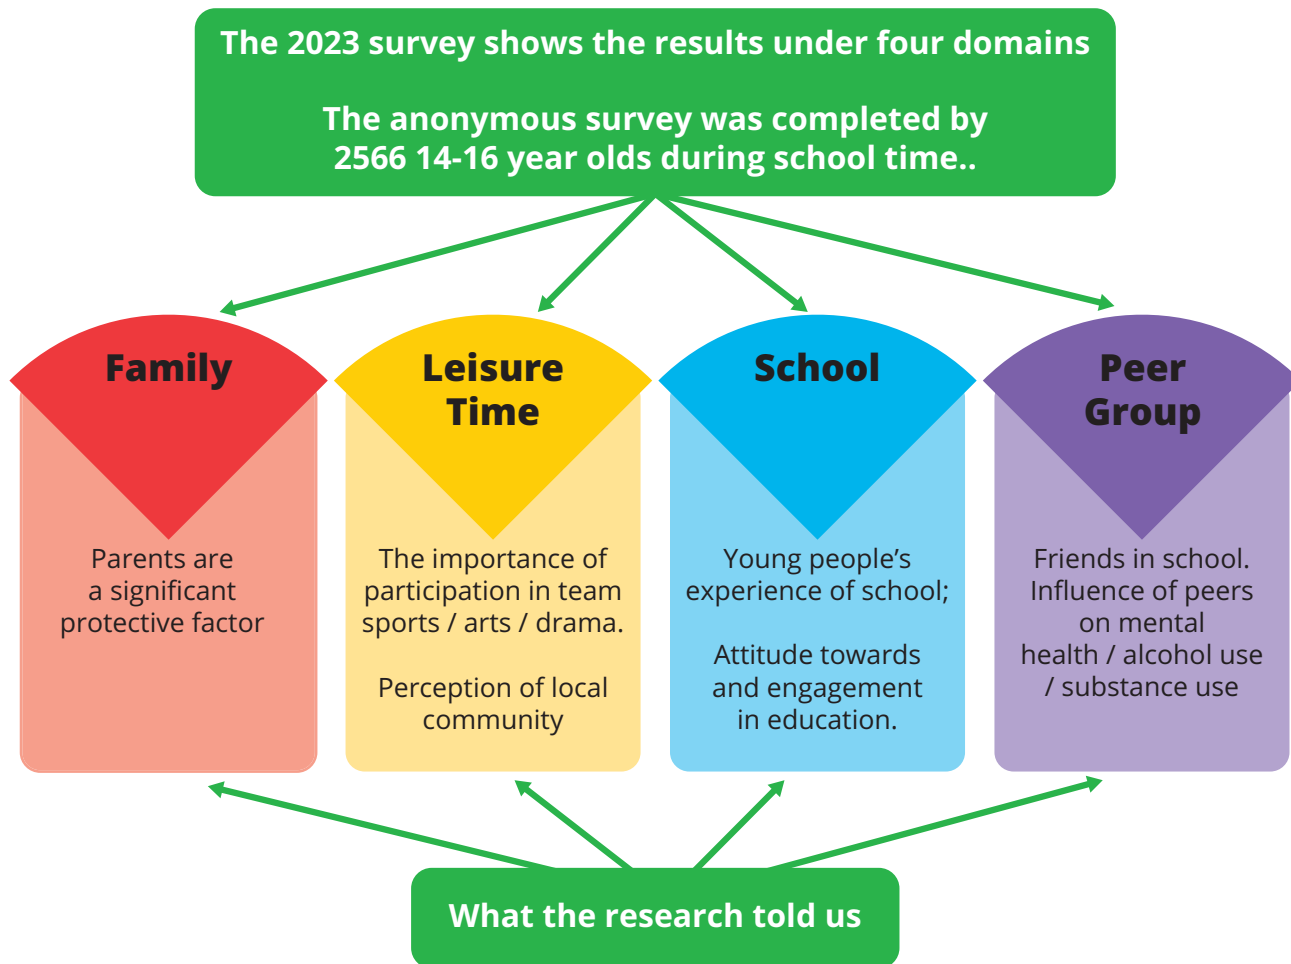 The 2023 survey shows the results under four domains
The anonymous survey was completed by
2566 14-16 year olds during school time..
Family
Parents are
a significant
protective factor
Leisure
Time
The importance of
participation in team
sports / arts / drama.
Perception of local
community
School
Young people’s
experience of school;
Attitude towards
and engagement
in education.
Peer
Group
Friends in school.
Influence of peers
on mental
health / alcohol use
/ substance use
What the research told us